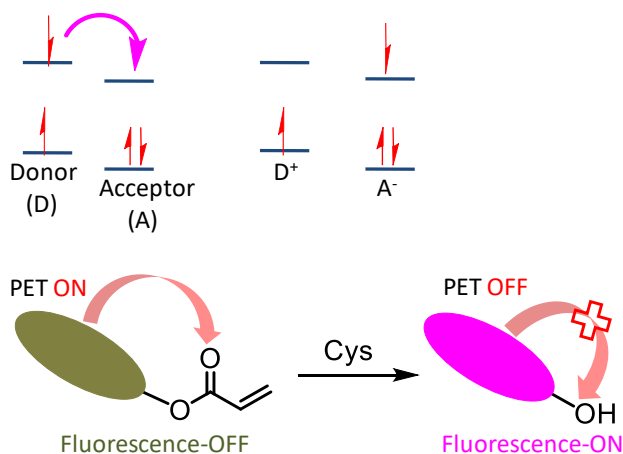 Donor
(D)
Acceptor
(A)
D+
A-
PET ON
O
O
Fluorescence-OFF
Cys
PET OFF
OH
Fluorescence-ON